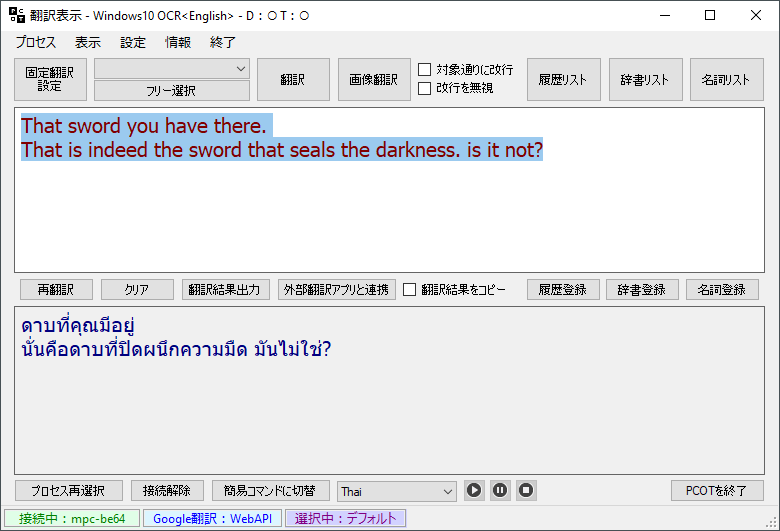 PCOT 翻訳表示 - Windows10 OCR<English> - D：〇 T：〇
プロセス 表示 設定 情報 終了
固定翻訳
設定
フリー選択
翻訳
画像翻訳
対象通りに改行
改行を無視
履歴リスト
辞書リスト
名詞リスト
That sword you have there.
That is indeed the sword that seals the darkness. is it not?
再翻訳 クリア 翻訳結果出力 外部翻訳アプリと連携 翻訳結果をコピー 履歴登録 辞書登録 名詞登録
ดาบที่คุณมีอยู่
นั่นคือดาบที่ปิดผนึกความมืด มันไม่ใช่?
プロセス再選択 接続解除 簡易コマンドに切替 Thai PCOTを終了
接続中：mpc-be64 Google翻訳：WebAPI 選択中：デフォルト